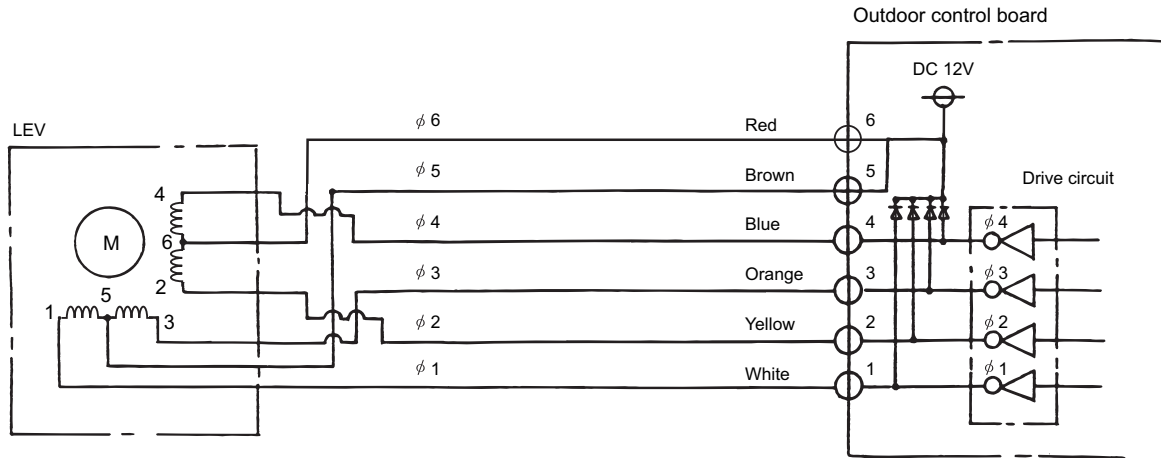 Outdoor control board
DC 12V
LEV
φ 6 Red 6
φ 5 Brown 5
Drive circuit
4
φ 4 Blue 4 φ 4
M
6
φ 3 Orange 3 φ 3
2
5
1 3
φ 2 Yellow 2 φ 2
φ 1 White 1 φ 1